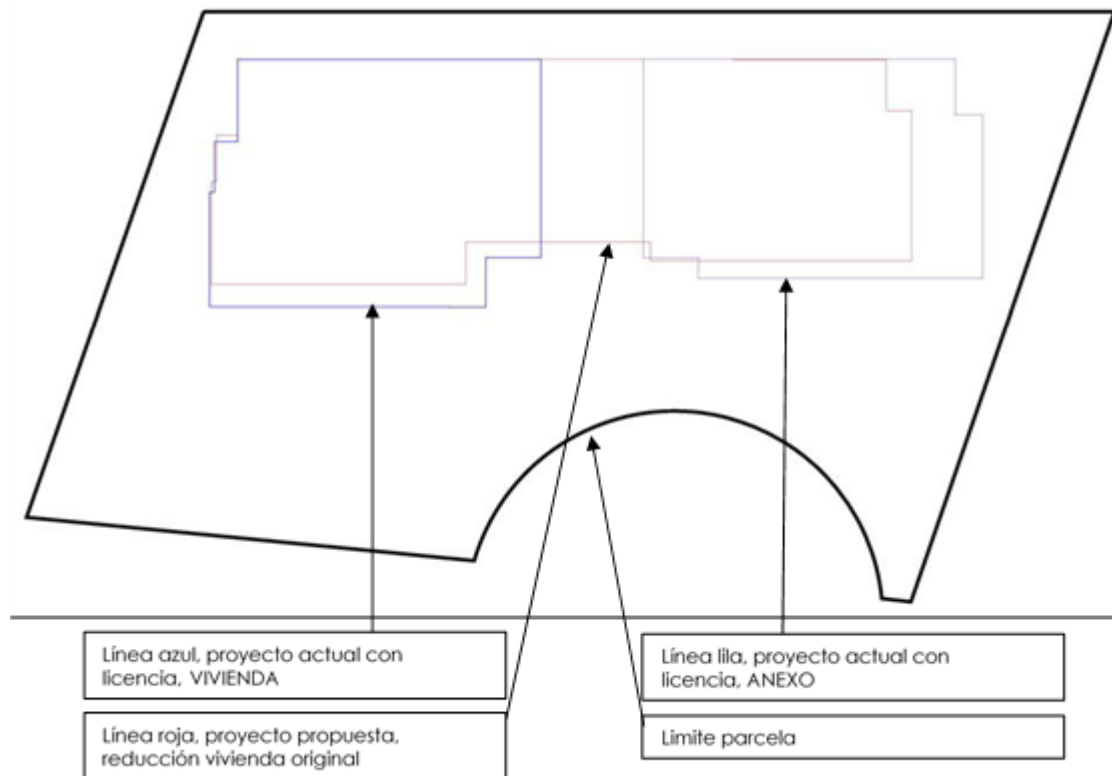 Línea azul, proyecto actual con
licencia, VIVIENDA
Línea lila, proyecto actual con
licencia, ANEXO
Línea roja, proyecto propuesta,
reducción vivienda original
Limite parcela